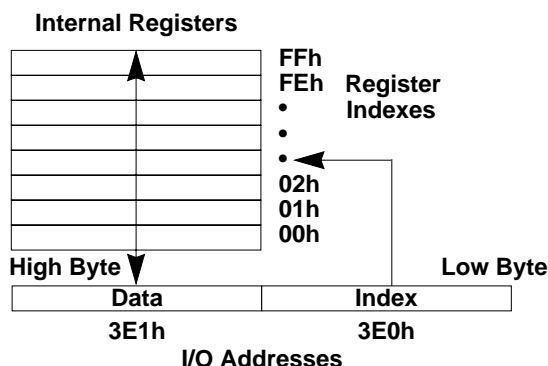 Internal Registers
FFh
FEh
Register
Indexes
•
•
•
02h
01h
00h
High Byte
Low Byte
Data
Index
3E1h
3E0h
I/O Addresses